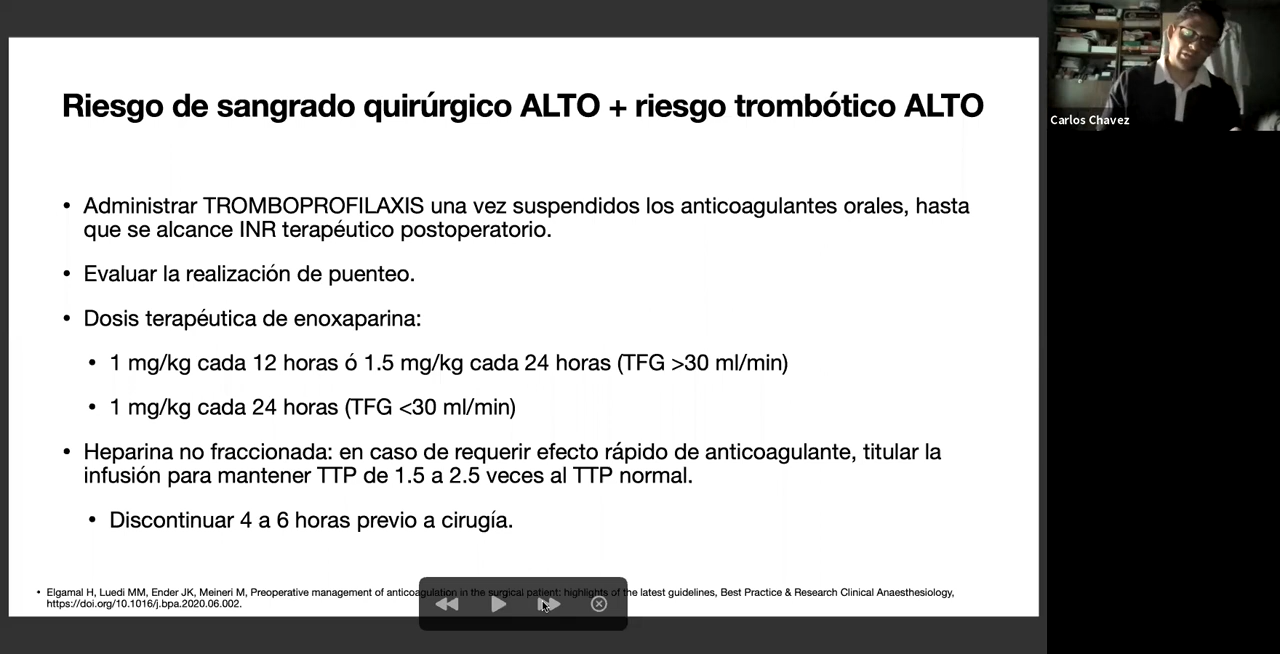 Riesgo de sangrado quirúrgico ALTO + riesgo trombótico ALTO
Carlos Chavez
• Administrar TROMBOPROFILAXIS una vez suspendidos los anticoagulantes orales, hasta
que se alcance INR terapéutico postoperatorio.
• Evaluar la realización de puenteo.
• Dosis terapéutica de enoxaparina:
• 1 mg/kg cada 12 horas ó 1.5 mg/kg cada 24 horas (TFG >30 ml/min)
• 1 mg/kg cada 24 horas (TFG <30 ml/min)
• Heparina no fraccionada: en caso de requerir efecto rápido de anticoagulante, titular la
infusión para mantener TTP de 1.5 a 2.5 veces al TTP normal.
• Discontinuar 4 a 6 horas previo a cirugía.
• Elgamal H, Luedi MM, Ender JK, Meineri M, Preoperative management of anticoagulation in the surgical patient: highlights of the latest guidelines, Best Practice & Research Clinical Anaesthesiology,
https://doi.org/10.1016/j.bpa.2020.06.002.